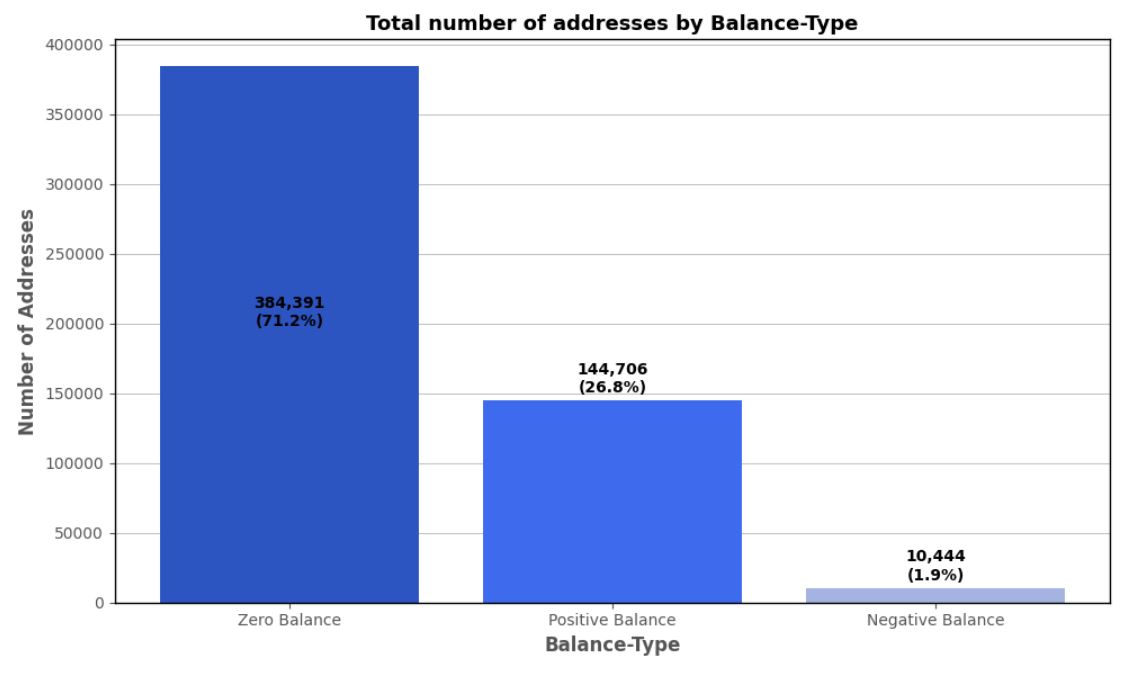 Total number of addresses by Balance-Type
Number of Addresses
400000
350000
300000
250000
200000
150000
100000
50000
0
384,391
(71.2%)
144,706
(26.8%)
10,444
(1.9%)
Zero Balance
Positive Balance
Negative Balance
Balance-Type